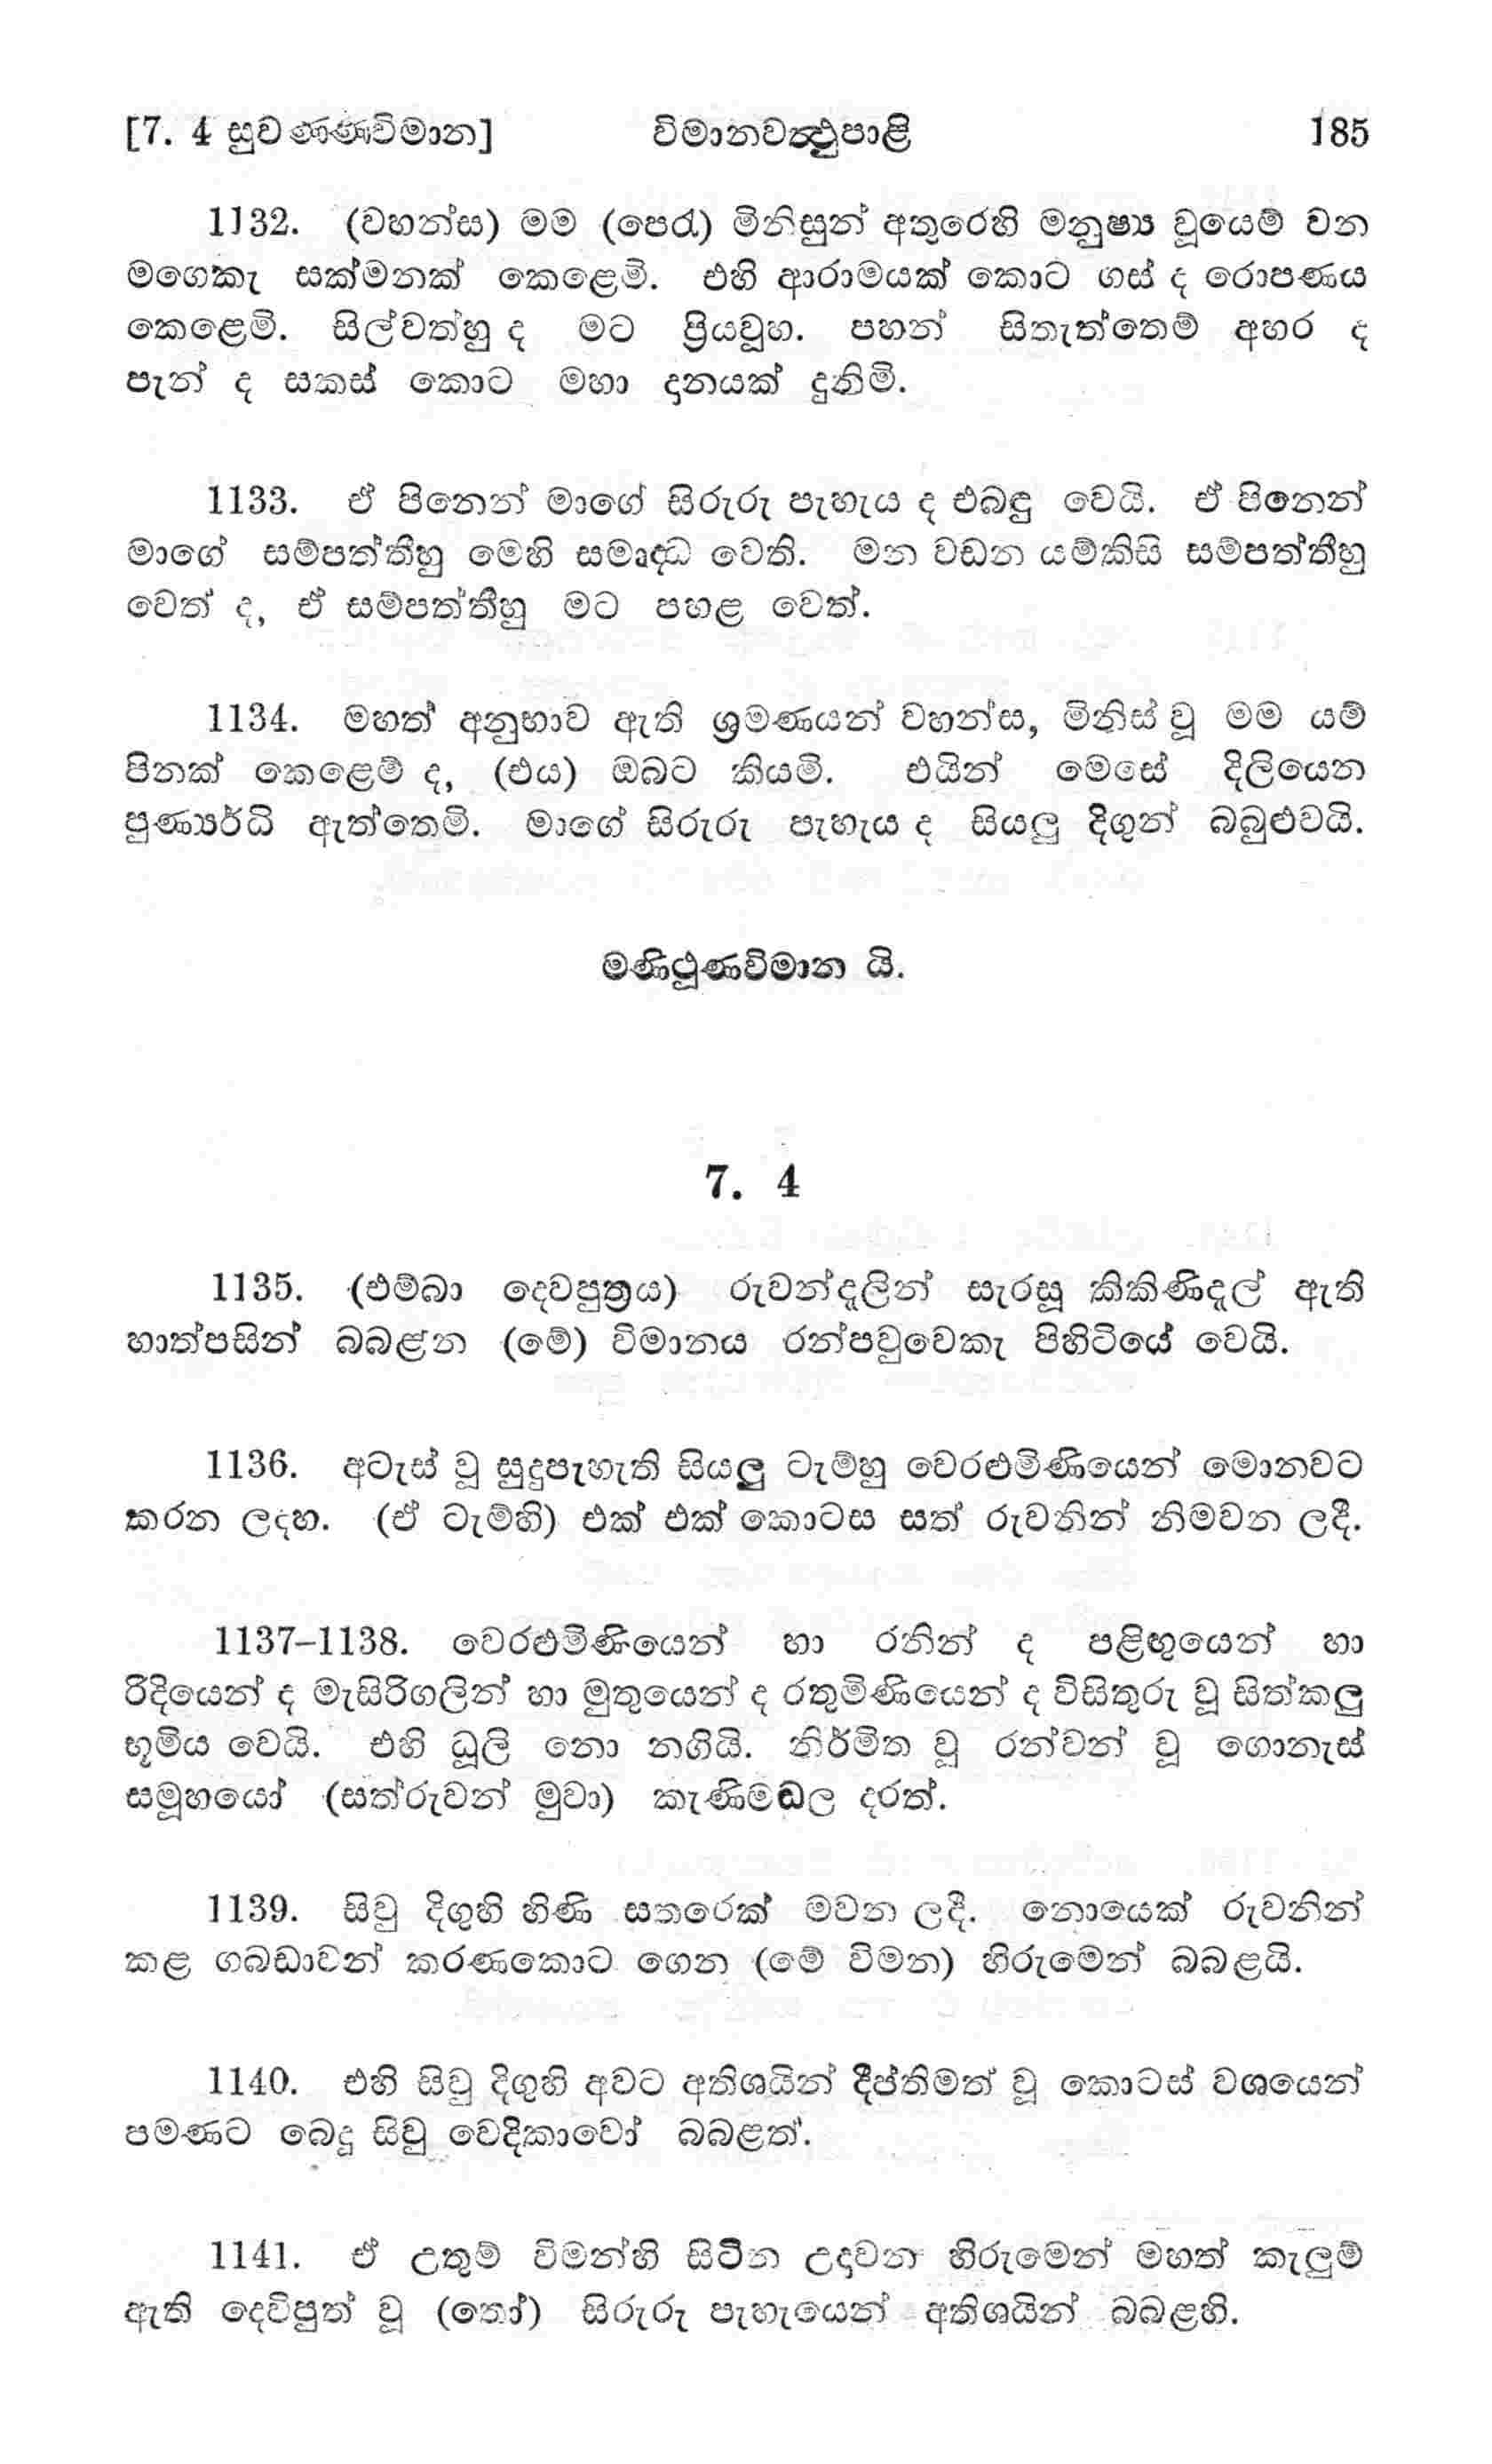 [7. 4 සුවණ්ණවිමාන] විමානවත්‍ථුපාළි 185
1132. (වහන්ස) මම (පෙරැ) මිනිසුන් අතුරෙහි මනුෂ්‍ය වූයෙම් වන
මගෙකැ සක්මනක් කෙළෙමි. එහි ආරාමයක් කොට ගස් ද රොපණය
කෙළෙමි. සිල්වත්හු ද මට ප්‍රියවූහ. පහන් සිතැත්තෙම් අහර ද
පැන් ද සකස් කොට මහා දානයක් දුනිමි.
1133. ඒ පිනෙන් මාගේ සිරුරු පැහැය ද එබඳු වෙයි. ඒ පිනෙන්
මාගේ සම්පත්තීහු මෙහි සමෘද්ධ වෙති. මන වඩන යම්කිසි සම්පත්තීහු
වෙත් ද, ඒ සම්පත්තීහු මට පහළ වෙත්.
1134. මහත් අනුභාව ඇති ශ්‍රමණයන් වහන්ස, මිනිස් වූ මම යම්
පිනක් කෙළෙම් ද, (එය) ඔබට කියමි. එයින් මෙසේ දිලියෙන
පුණ්‍යර්ධි ඇත්තෙමි. මාගේ සිරුරු පැහැය ද සියලු දිගුන් බබුළුවයි.
මණිථූණවිමාන යි.
7. 4
1135. (එම්බා දෙවපුත්‍රය) රුවන්දැලින් සැරසූ කිකිණිදැල් ඇති
හාත්පසින් බබළ්න (මේ) විමානය රන්පවුවෙකැ පිහිටියේ වෙයි.
1136. අටැස් වූ සුදුපැහැති සියලු ටැම්හු වෙරළුමිණියෙන් මොනවට
කරන ලදහ. (ඒ ටැම්හි) එක් එක් කොටස සත් රුවනින් නිමවන ලදී.
1137–1138. වෙරළුමිණියෙන් හා රනින් ද පළිඟුයෙන් හා
රිදියෙන් ද මැසිරිගලින් හා මුතුයෙන් ද රතුමිණියෙන් ද විසිතුරු වූ සිත්කලු
භූමිය වෙයි. එහි ධූලි නො නගියි. නිර්මිත වූ රන්වන් වූ ගොනැස්
සමූහයෝ (සත්රුවන් මුවා) කැණිමඬල දරත්.
1139. සිවු දිගුහි හිණි සතරෙක් මවන ලදී. නොයෙක් රුවනින්
කළ ගබඩාවන් කරණකොට ගෙන (මේ විමන) හිරුමෙන් බබළයි.
1140. එහි සිවු දිගුහි අවට අතිශයින් දීප්තිමත් වූ කොටස් වශයෙන්
පමණට බෙදූ සිවු වෙදිකාවෝ බබළත්.
1141. ඒ උතුම් විමන්හි සිටින උදාවන හිරුමෙන් මහත් කැලුම්
ඇති දෙව්පුත් වූ (තෝ) සිරුරු පැහැයෙන් අතිශයින් බබළහි.